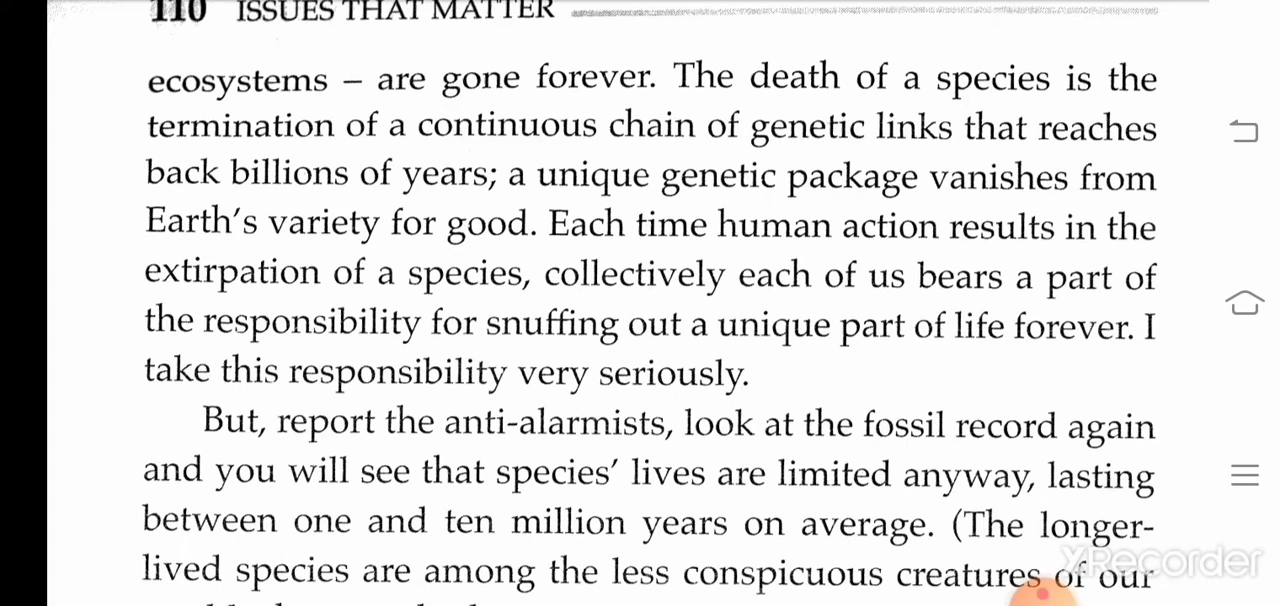 110 ISSUES THAT MATTER
ecosystems – are gone forever. The death of a species is the
termination of a continuous chain of genetic links that reaches
back billions of years; a unique genetic package vanishes from
Earth's variety for good. Each time human action results in the
extirpation of a species, collectively each of us bears a part of
the responsibility for snuffing out a unique part of life forever. I
take this responsibility very seriously.
But, report the anti-alarmists, look at the fossil record again
and you will see that species' lives are limited anyway, lasting
between one and ten million years on average. (The longer-
lived species are among the less conspicuous creatures of our
XRecorder